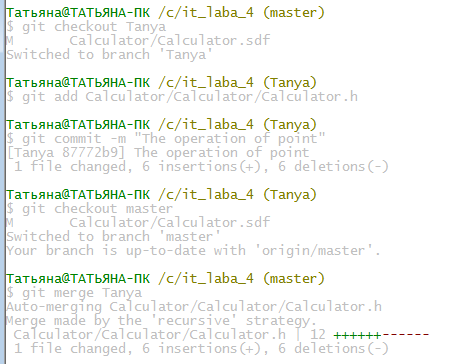 Татьяна@ТАТЬЯНА-ПК /c/it_laba_4 (master)
$ git checkout Tanya
M       Calculator/Calculator.sdf
Switched to branch 'Tanya'
Татьяна@ТАТЬЯНА-ПК /c/it_laba_4 (Tanya)
$ git add Calculator/Calculator/Calculator.h
Татьяна@ТАТЬЯНА-ПК /c/it_laba_4 (Tanya)
$ git commit -m "The operation of point"
[Tanya 87772b9] The operation of point
 1 file changed, 6 insertions(+), 6 deletions(-)
Татьяна@ТАТЬЯНА-ПК /c/it_laba_4 (Tanya)
$ git checkout master
M       Calculator/Calculator.sdf
Switched to branch 'master'
Your branch is up-to-date with 'origin/master'.
Татьяна@ТАТЬЯНА-ПК /c/it_laba_4 (master)
$ git merge Tanya
Auto-merging Calculator/Calculator/Calculator.h
Merge made by the 'recursive' strategy.
 Calculator/Calculator/Calculator.h | 12 ++++++------
 1 file changed, 6 insertions(+), 6 deletions(-)